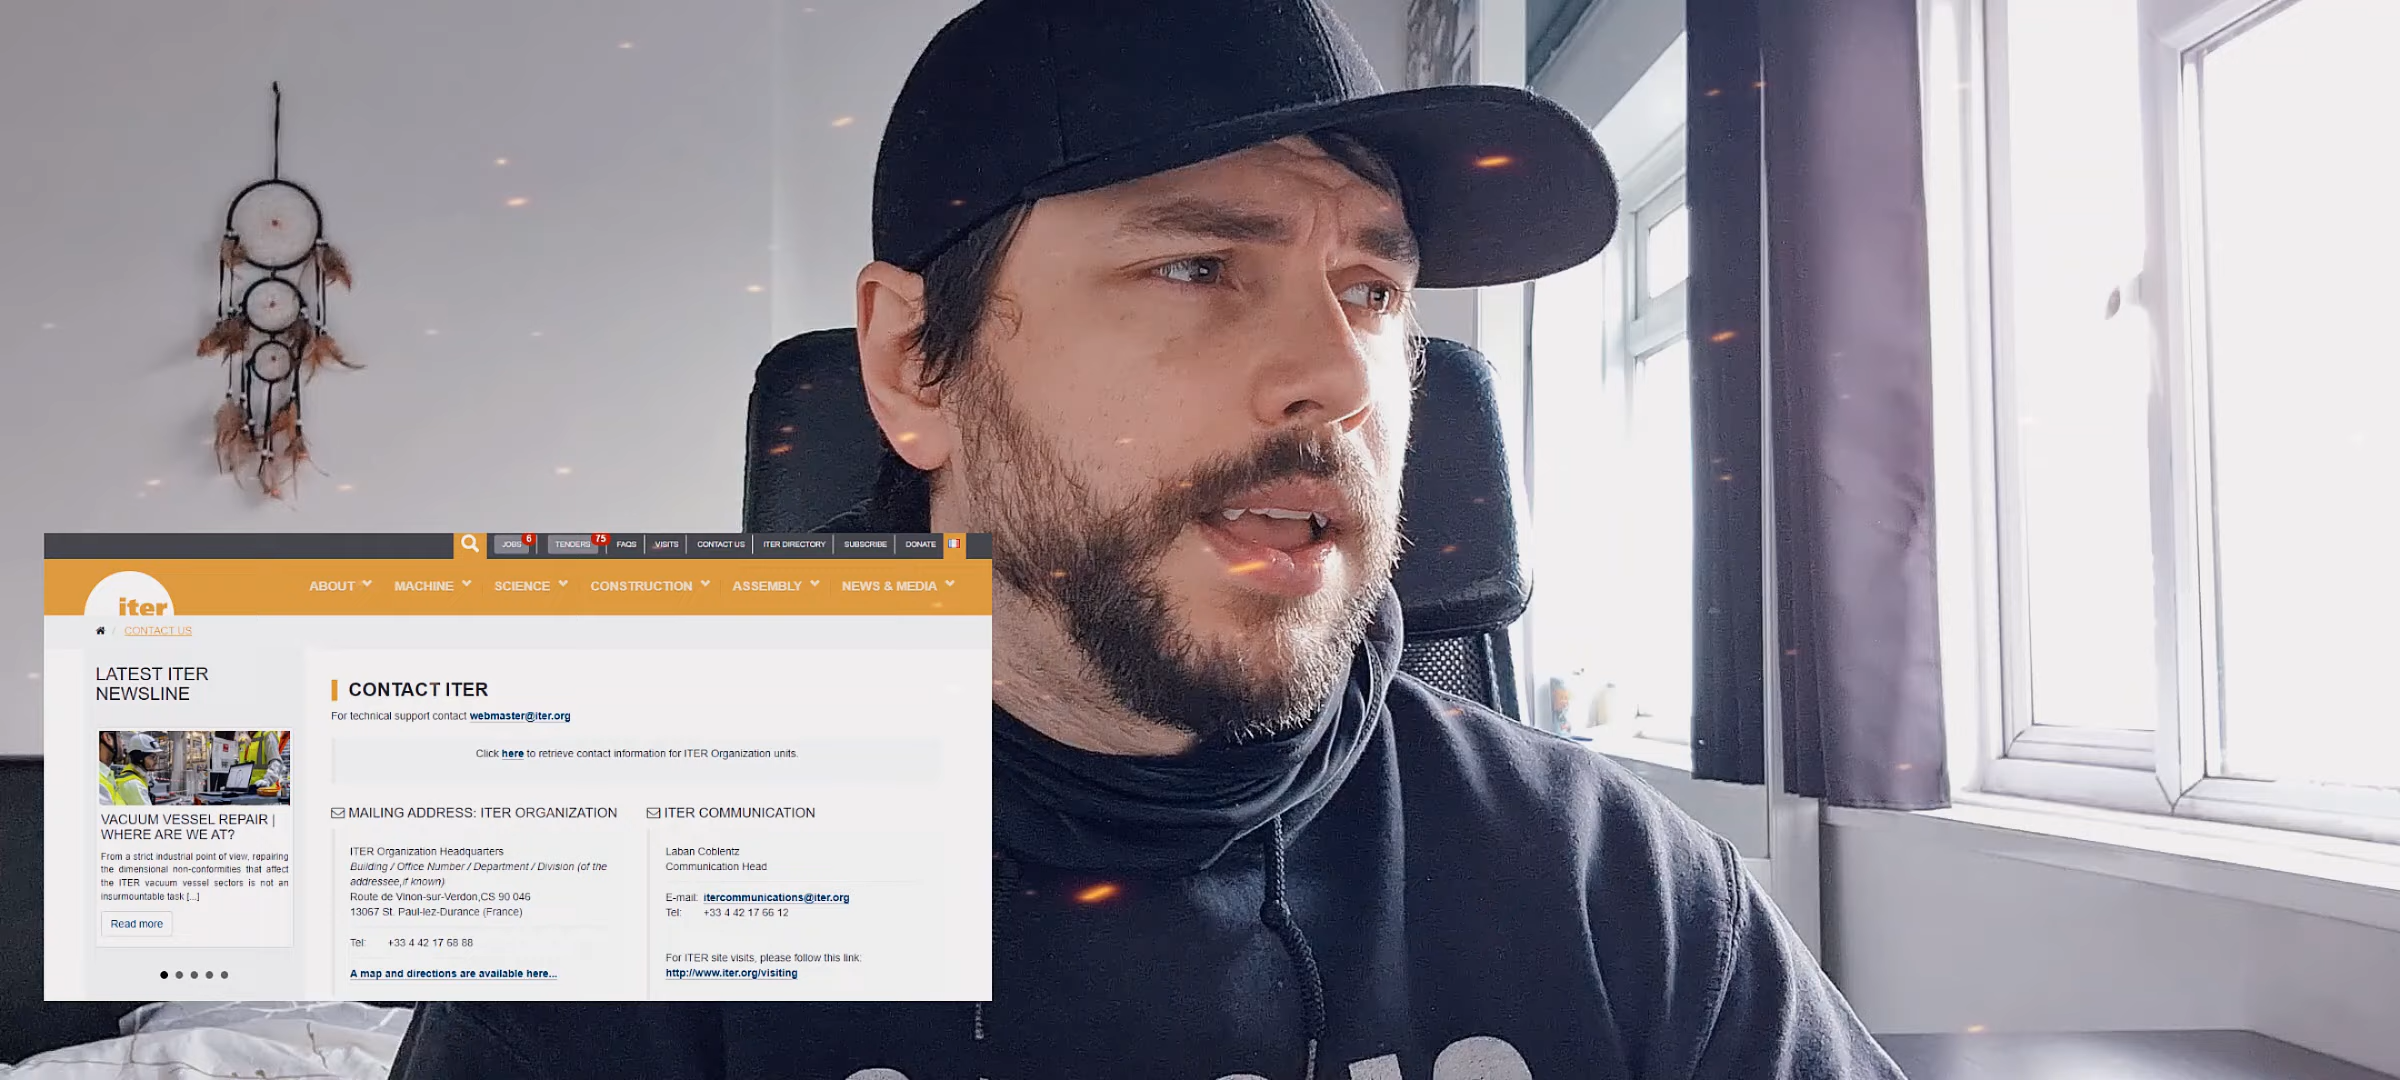 JOBS 6 TENDERS 75 FAQS VISITS CONTACT US ITER DIRECTORY SUBSCRIBE DONATE
ABOUT MACHINE SCIENCE CONSTRUCTION ASSEMBLY NEWS & MEDIA
iter
/ CONTACT US
LATEST ITER
NEWSLINE
VACUUM VESSEL REPAIR |
WHERE ARE WE AT?
From a strict industrial point of view, repairing
the dimensional non-conformities that affect
the ITER vacuum vessel sectors is not an
insurmountable task [...]
Read more
CONTACT ITER
For technical support contact webmaster@iter.org
Click here to retrieve contact information for ITER Organization units.
MAILING ADDRESS: ITER ORGANIZATION
ITER Organization Headquarters
Building / Office Number / Department / Division (of the
addressee,if known)
Route de Vinon-sur-Verdon,CS 90 046
13067 St. Paul-lez-Durance (France)
Tel: +33 4 42 17 68 88
A map and directions are available here...
ITER COMMUNICATION
Laban Coblentz
Communication Head
E-mail: itercommunications@iter.org
Tel: +33 4 42 17 66 12
For ITER site visits, please follow this link:
http://www.iter.org/visiting